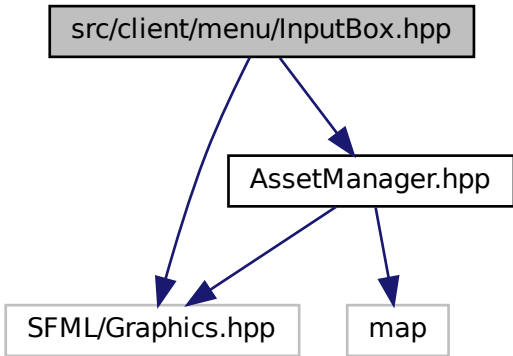 src/client/menu/InputBox.hpp
AssetManager.hpp
SFML/Graphics.hpp
map